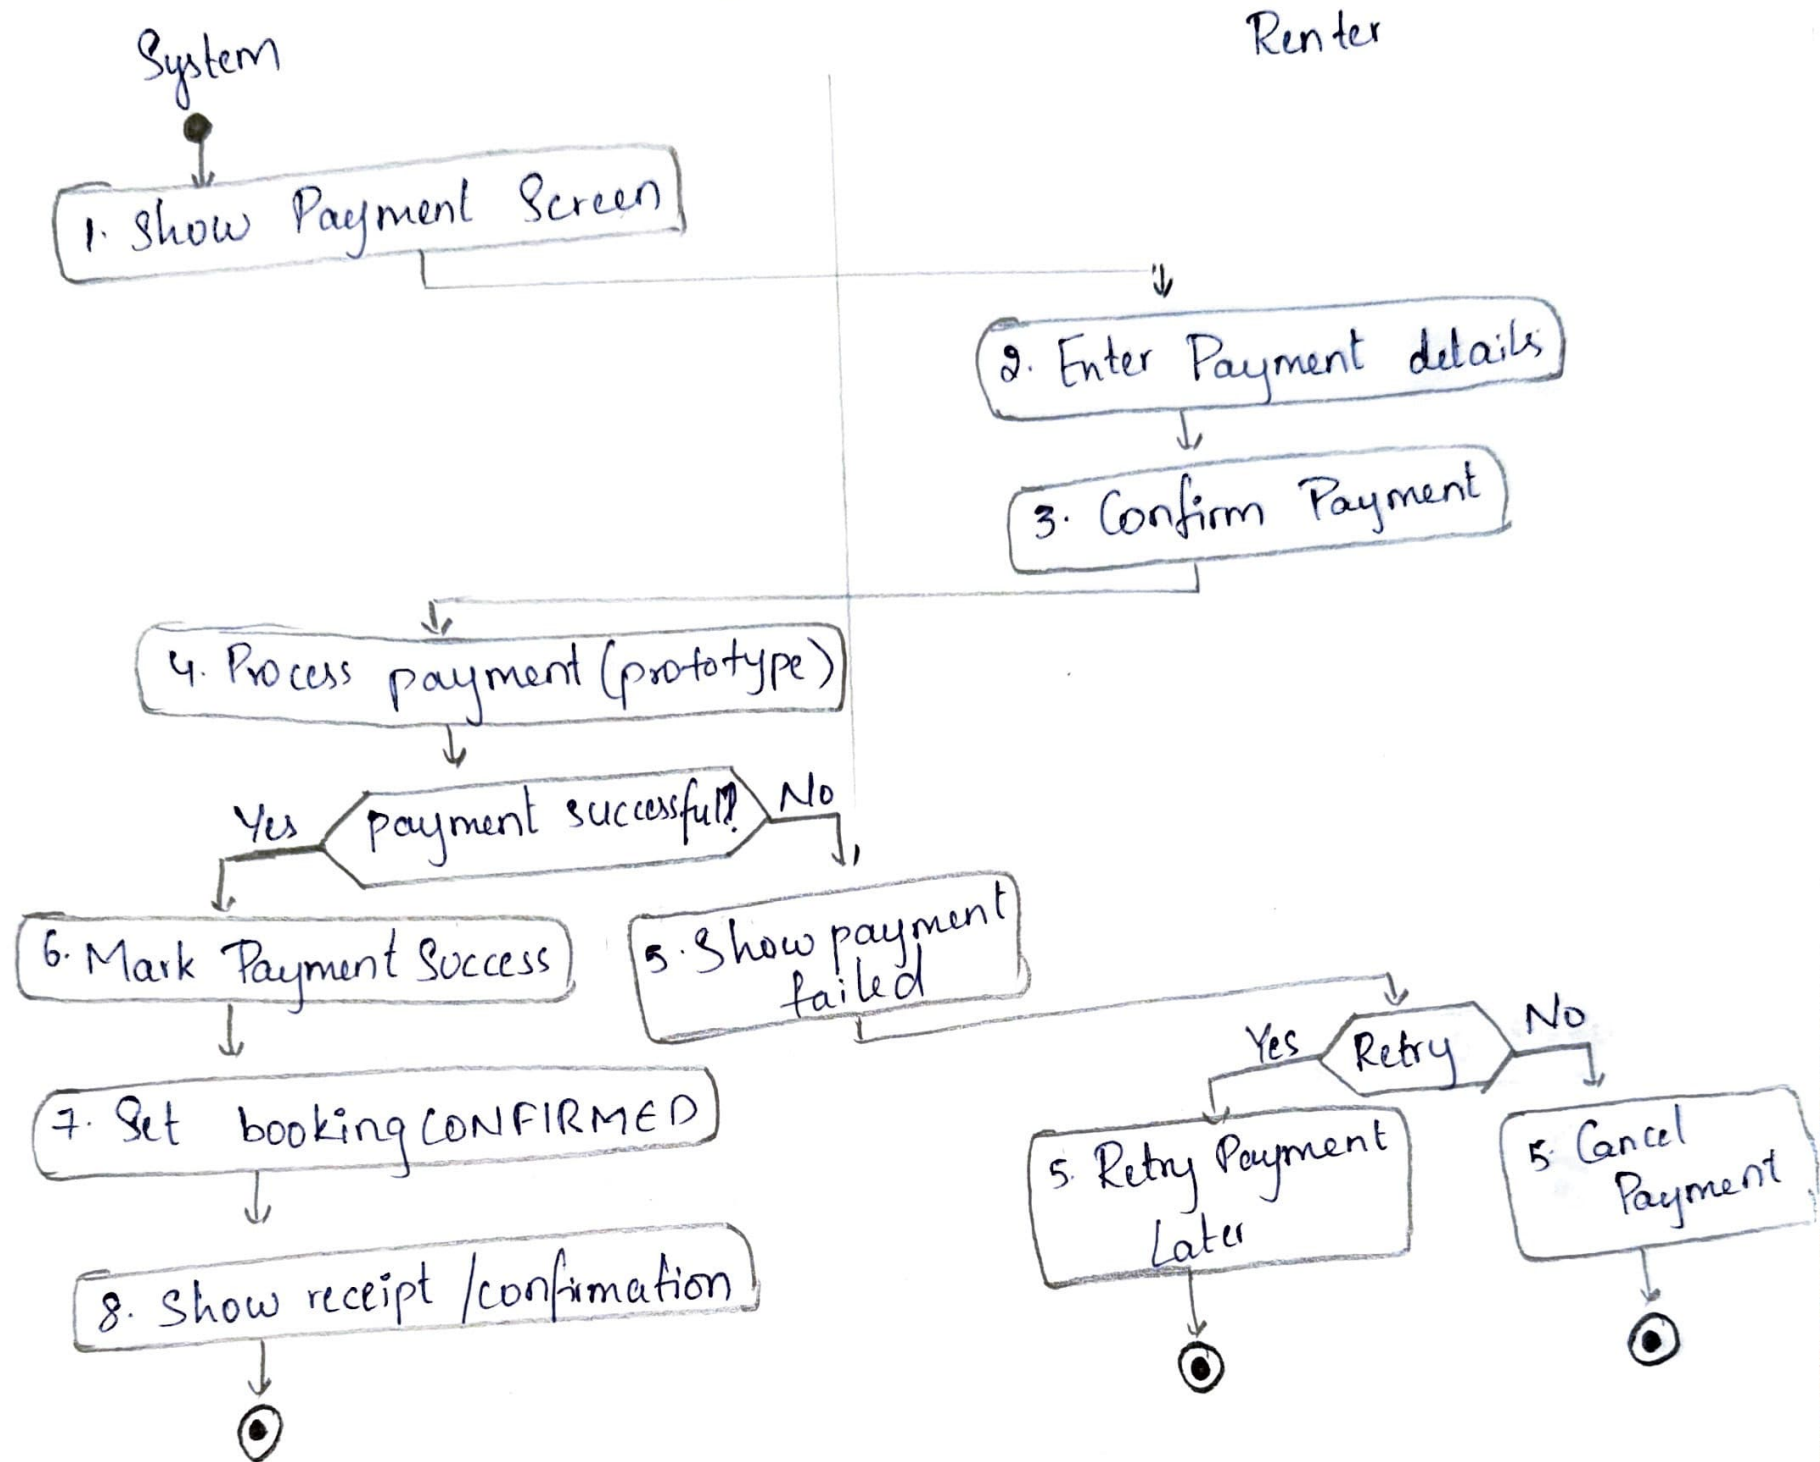 System
Renter
1. Show Payment Screen
2. Enter Payment details
3. Confirm Payment
4. Process payment (prototype)
payment successful?
Yes
No
6. Mark Payment Success
5. Show payment
failed
Retry
Yes
No
7. Set booking CONFIRMED
5. Retry Payment
Later
5. Cancel
Payment
8. Show receipt / confirmation